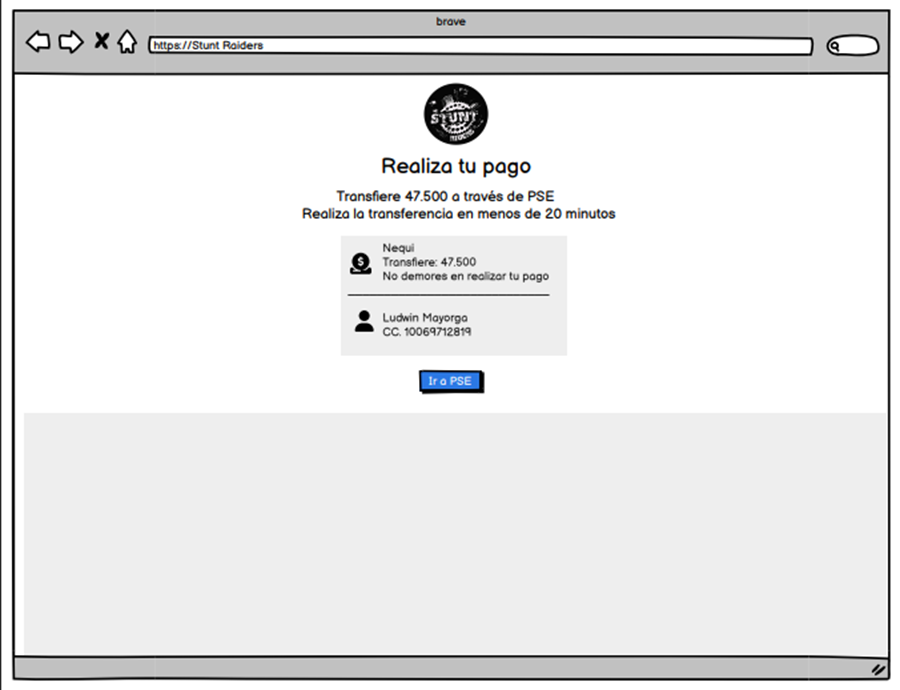 brave
https://Stunt Raiders
STUNT
Realiza tu pago
Transfiere 47.500 a través de PSE
Realiza la transferencia en menos de 20 minutos
Nequi
Transfiere: 47.500
No demores en realizar tu pago
Ludwin Mayorga
CC. 10069712819
Ir a PSE